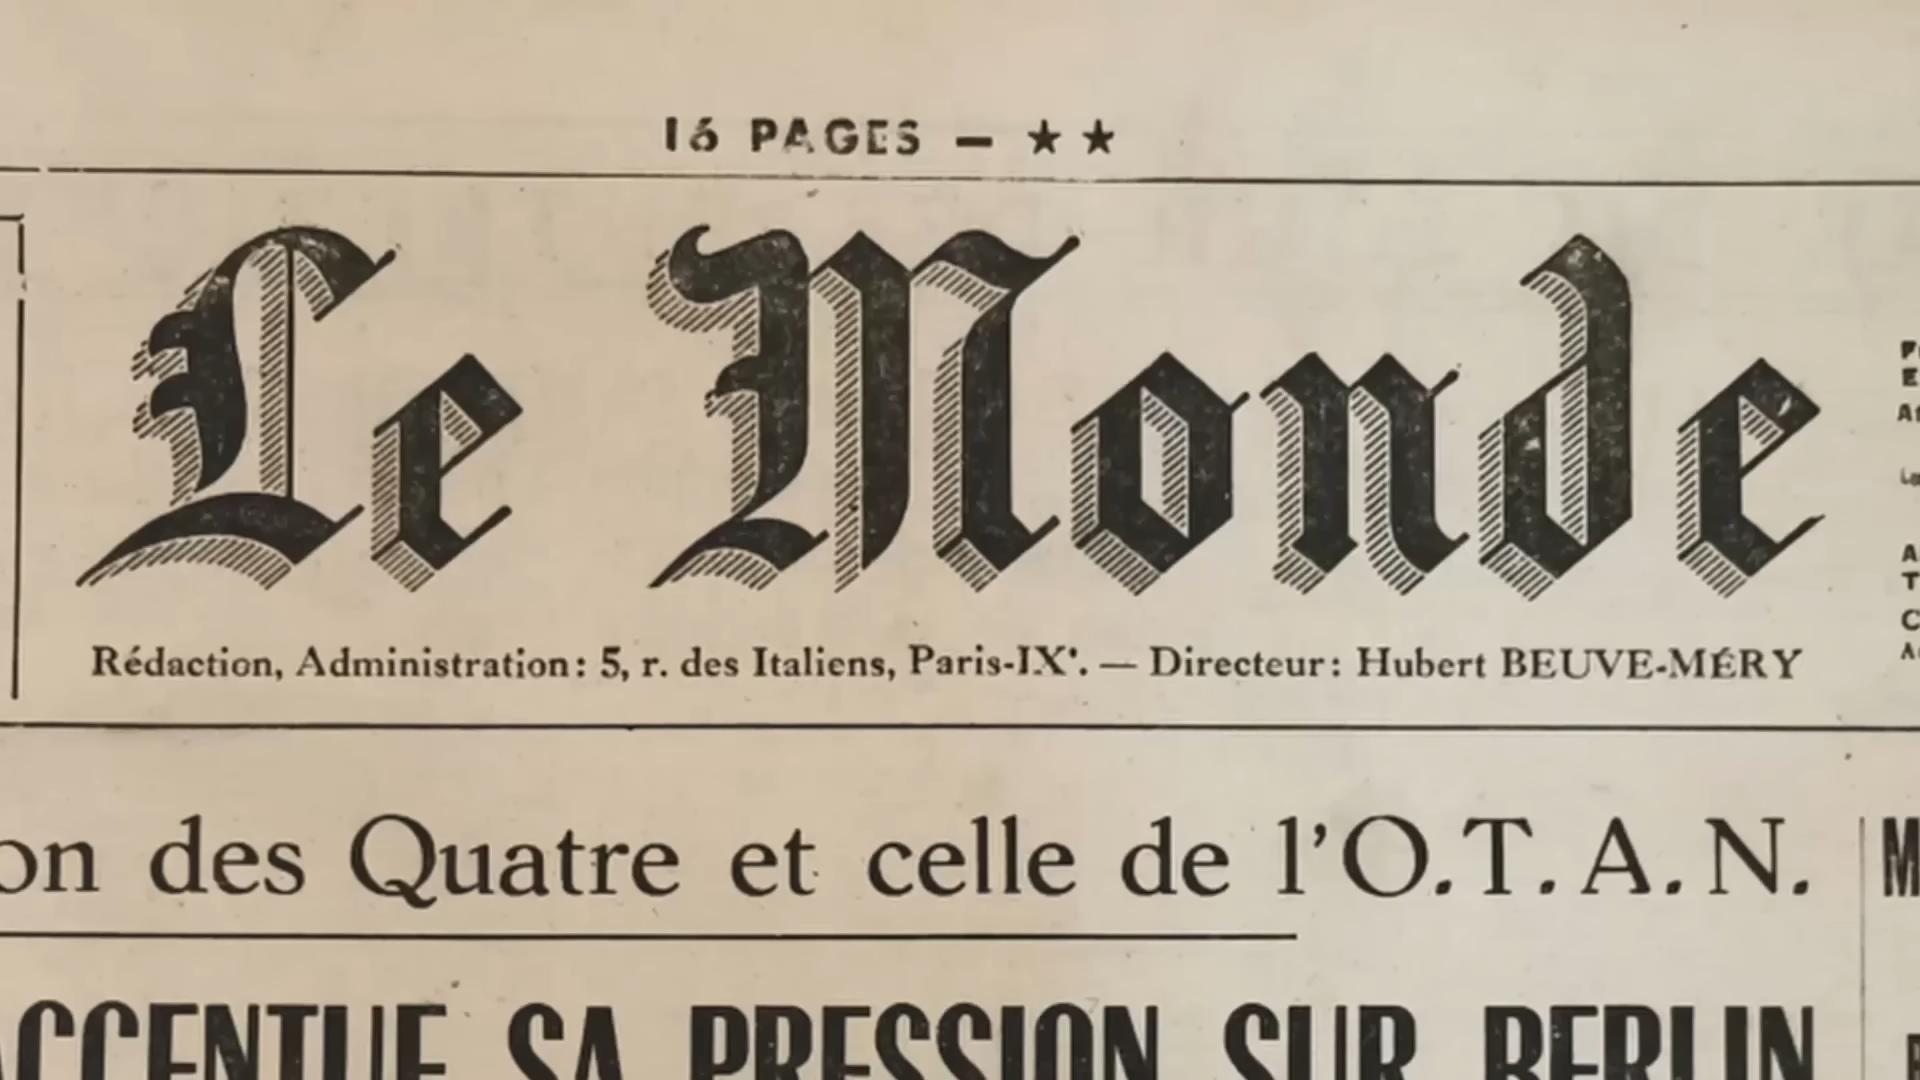 16 PAGES — ★★
Le Monde
Rédaction, Administration: 5, r. des Italiens, Paris-IXᵉ. — Directeur: Hubert BEUVE-MÉRY
des Quatre et celle de l'O.T.A.N.
ACCENTUE SA PRESSION SUR BERLIN